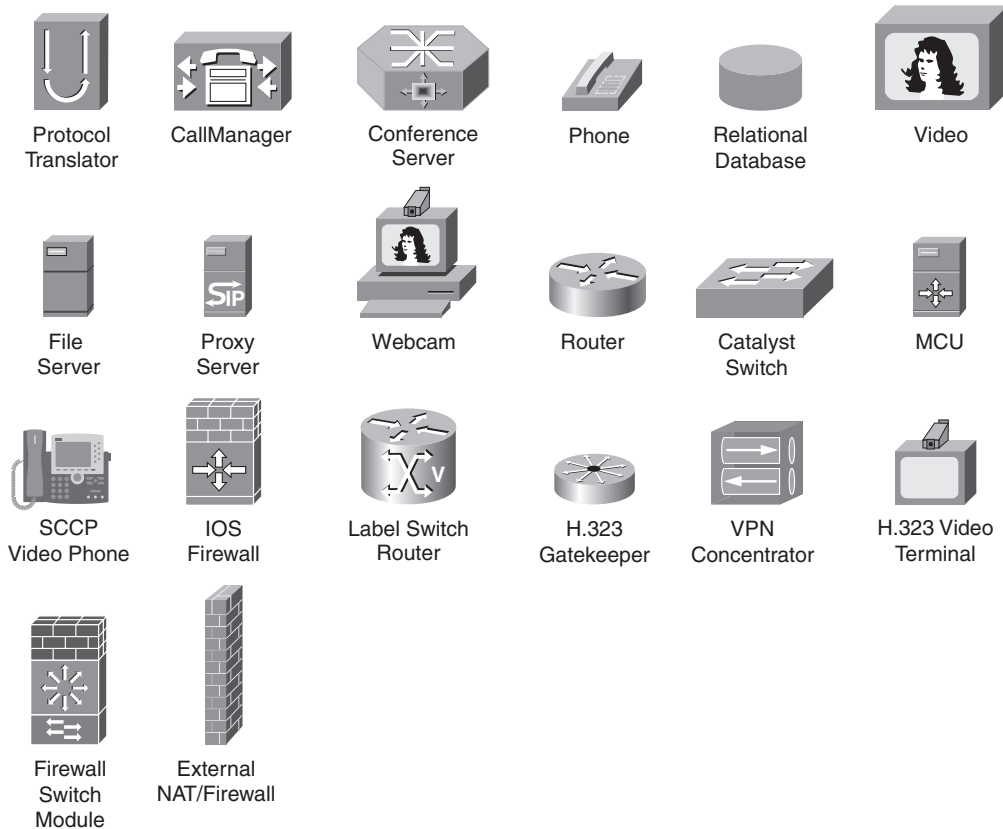 Protocol
Translator
CallManager
Conference
Server
Phone
Relational
Database
Video
File
Server
SIP
Proxy
Server
Webcam
Router
Catalyst
Switch
MCU
SCCP
Video Phone
IOS
Firewall
V
Label Switch
Router
H.323
Gatekeeper
VPN
Concentrator
H.323 Video
Terminal
Firewall
Switch
Module
External
NAT/Firewall